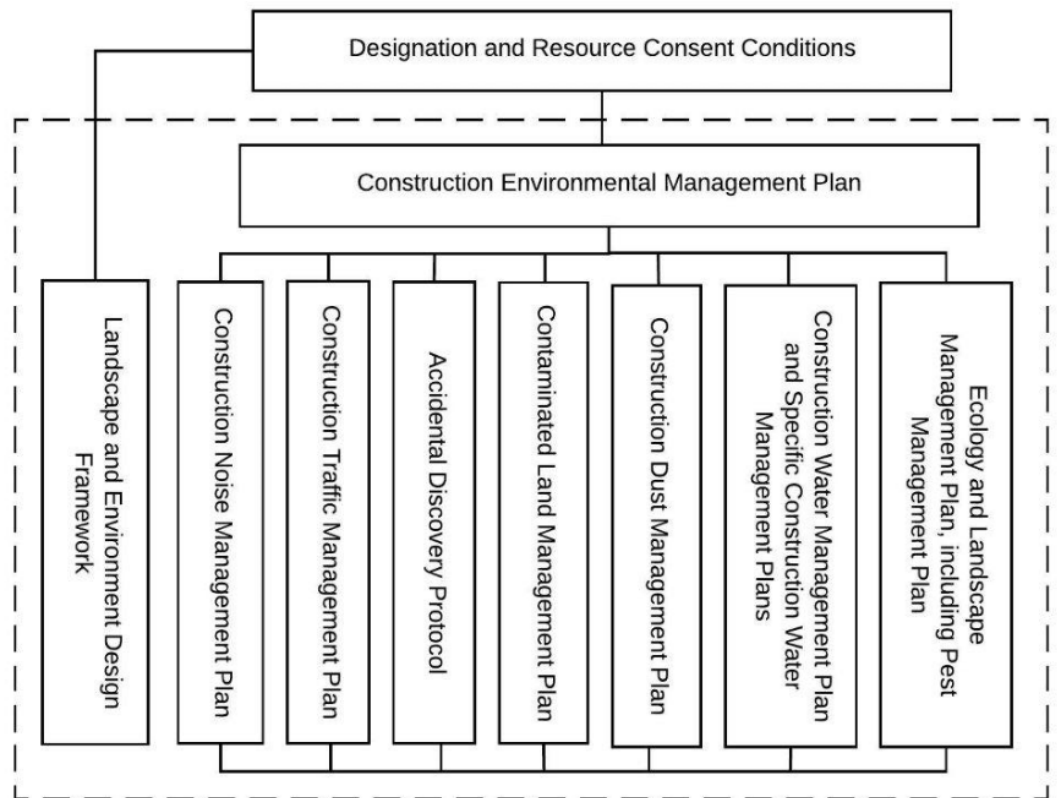 Designation and Resource Consent Conditions
Construction Environmental Management Plan
Landscape and Environment Design
Framework
Construction Noise Management Plan
Construction Traffic Management Plan
Accidental Discovery Protocol
Contaminated Land Management Plan
Construction Dust Management Plan
Construction Water Management Plan
and Specific Construction Water
Management Plans
Ecology and Landscape
Management Plan, including Pest
Management Plan